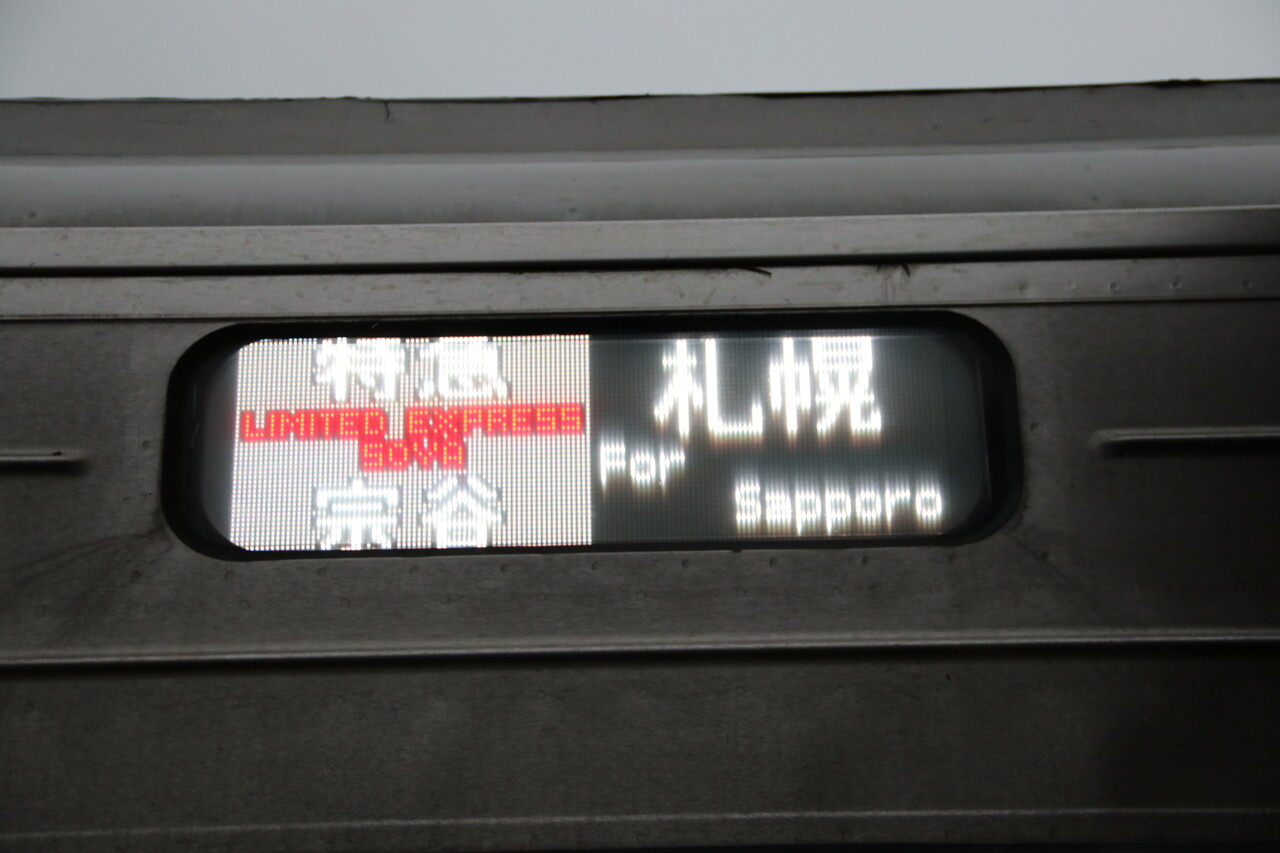 特急
LIMITED EXPRESS
SOYA
宗谷
札幌
For
Sapporo